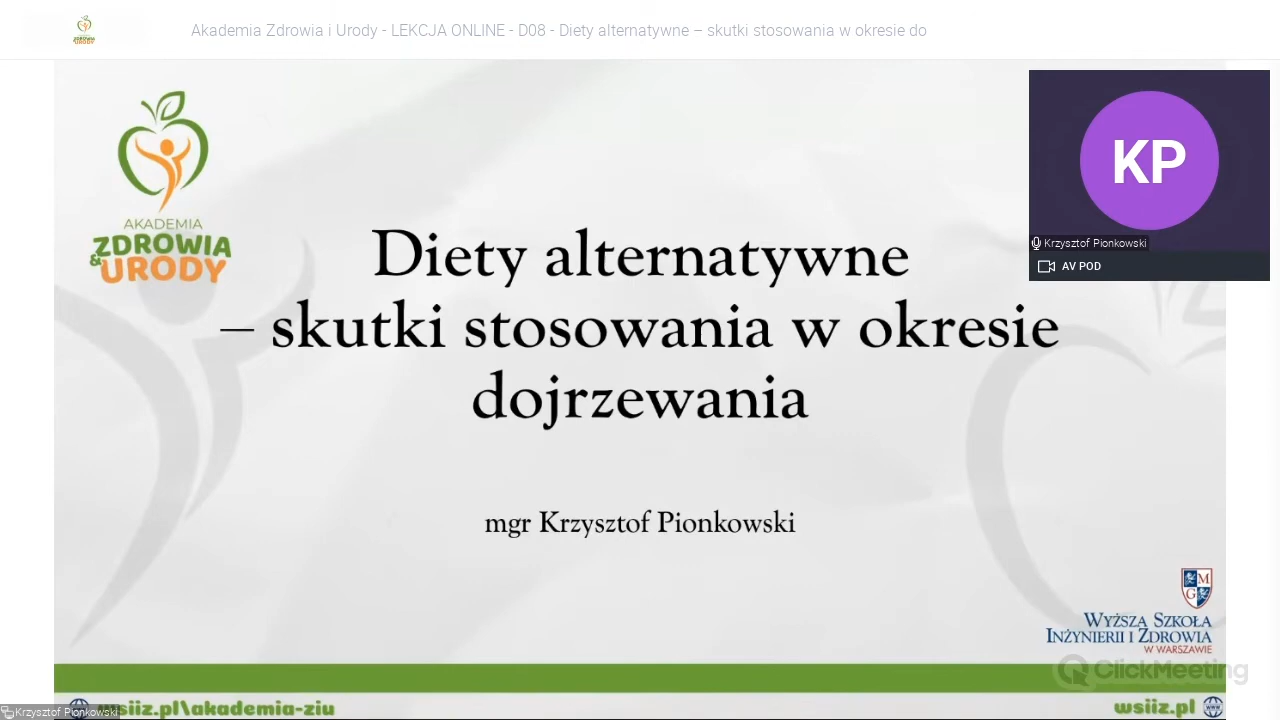 Akademia Zdrowia i Urody - LEKCJA ONLINE - D08 - Diety alternatywne – skutki stosowania w okresie do
AKADEMIA
ZDROWIA
& URODY
KP
Krzysztof Pionkowski
AV POD
Diety alternatywne
– skutki stosowania w okresie
dojrzewania
mgr Krzysztof Pionkowski
M
G
WYŻSZA SZKOŁA
INŻYNIERII I ZDROWIA
W WARSZAWIE
ClickMeeting
Krzysztof Pionkowski
wsiiz.pl\akademia-ziu
wsiiz.pl